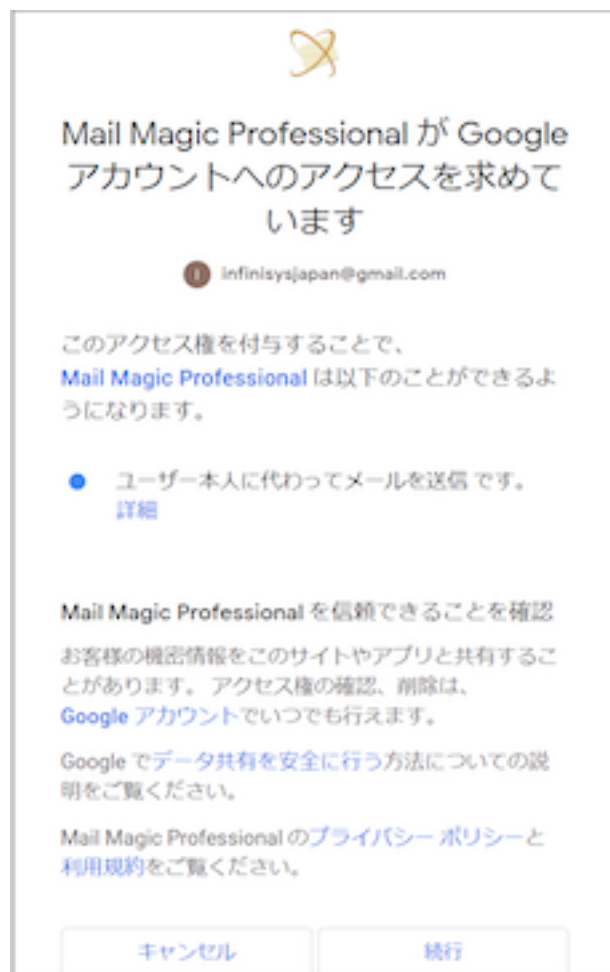 Mail Magic Professional が Google
アカウントへのアクセスを求めて
います
I infinisysjapan@gmail.com
このアクセス権を付与することで、
Mail Magic Professional は以下のことができるよ
うになります。
ユーザー本人に代わってメールを送信 です。
詳細
Mail Magic Professional を信頼できることを確認
お客様の機密情報をこのサイトやアプリと共有するこ
とがあります。 アクセス権の確認、削除は、
Google アカウントでいつでも行えます。
Google でデータ共有を安全に行う方法についての説
明をご覧ください。
Mail Magic Professional のプライバシー ポリシーと
利用規約をご覧ください。
キャンセル
続行